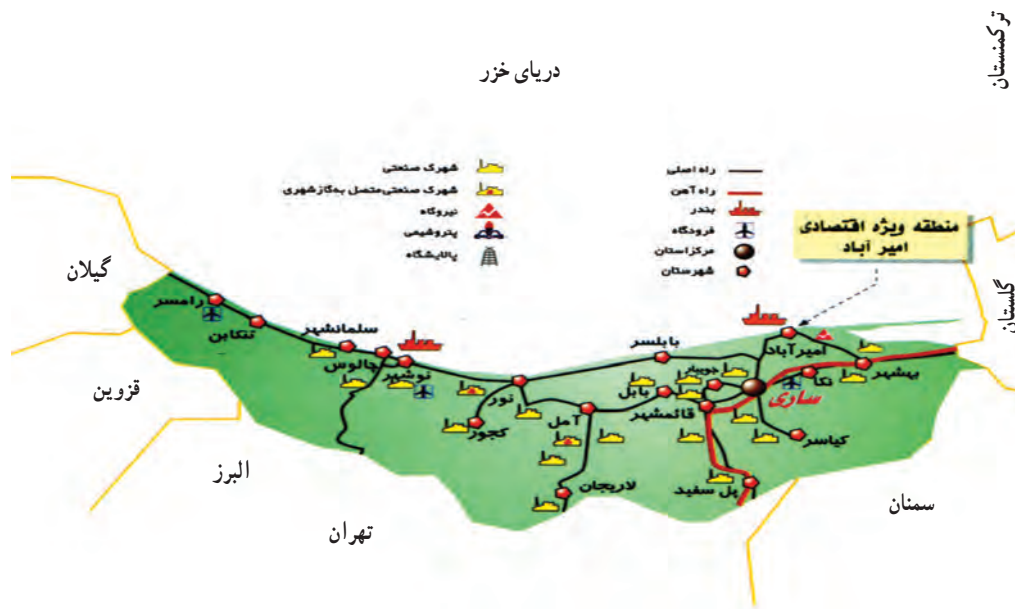 ترکمنستان
دریای خزر
شهرک صنعتی
شهرک صنعتی متصل به گاز شهری
نیروگاه
پتروشیمی
پالایشگاه
راه اصلی
راه آهن
بندر
فرودگاه
مرکز استان
شهرستان
منطقه ویژه اقتصادی
امیر آباد
گیلان
گلستان
رامسر
تنکابن
سلمانشهر
چالوس
نوشهر
نور
کجور
آمل
لاریجان
بابلسر
بابل
جویبار
قائمشهر
ساری
امیرآباد
نکا
بهشهر
کیاسر
پل سفید
قزوین
البرز
تهران
سمنان